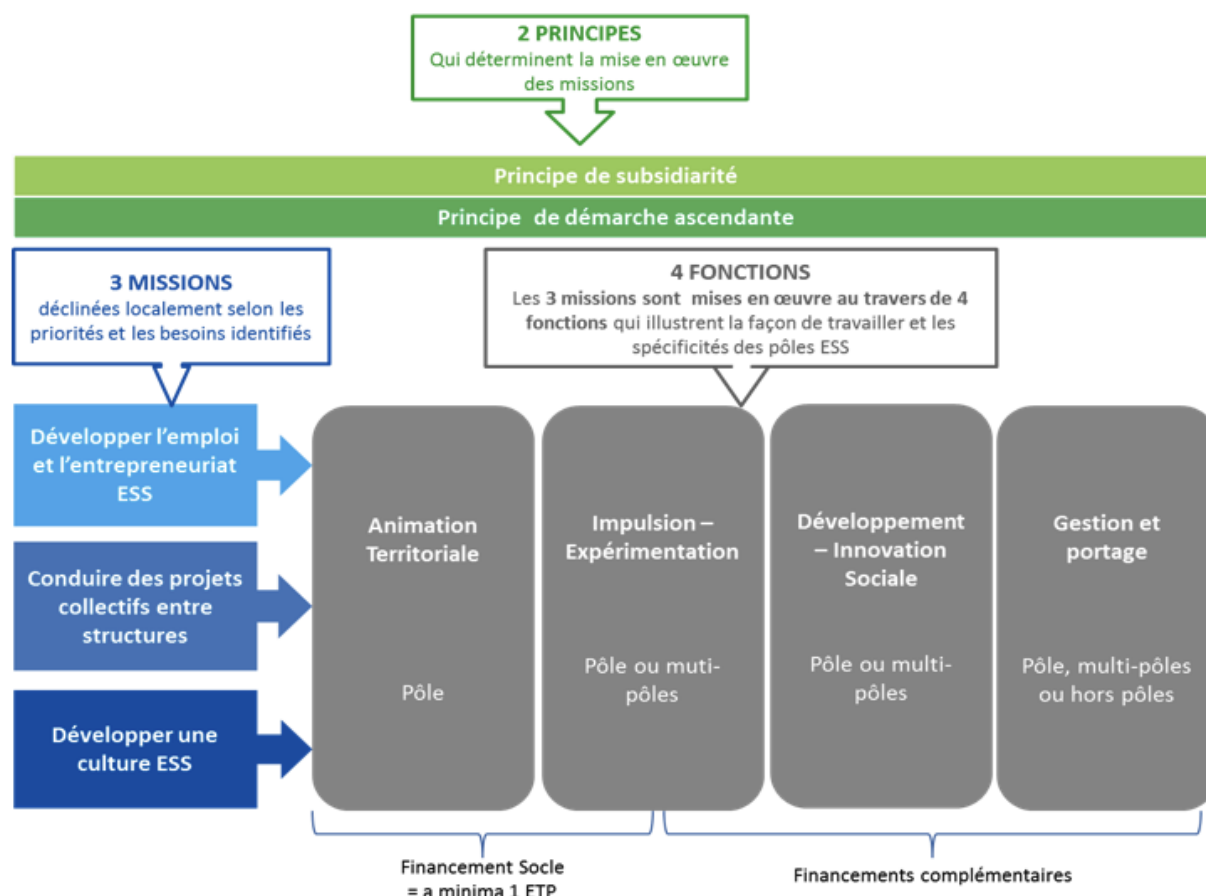 2 PRINCIPES
Qui déterminent la mise en œuvre
des missions
Principe de subsidiarité
Principe de démarche ascendante
3 MISSIONS
déclinées localement selon les
priorités et les besoins identifiés
4 FONCTIONS
Les 3 missions sont mises en œuvre au travers de 4
fonctions qui illustrent la façon de travailler et les
spécificités des pôles ESS
Développer l'emploi
et l'entrepreneuriat
ESS
Conduire des projets
collectifs entre
structures
Développer une
culture ESS
Animation
Territoriale
Pôle
Impulsion –
Expérimentation
Pôle ou muti-
pôles
Développement
– Innovation
Sociale
Pôle ou multi-
pôles
Gestion et
portage
Pôle, multi-pôles
ou hors pôles
Financement Socle
= a minima 1 ETP
Financements complémentaires